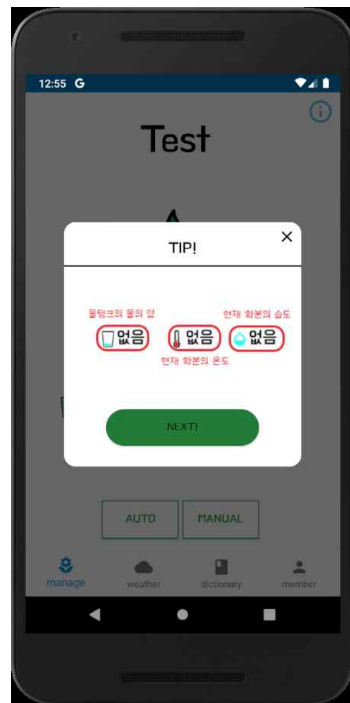 12:55 G
Test
TIP!
물탱크의 물의 양
현재 화분의 습도
없음
없음
없음
현재 화분의 온도
NEXT!
AUTO
MANUAL
manage
weather
dictionary
member